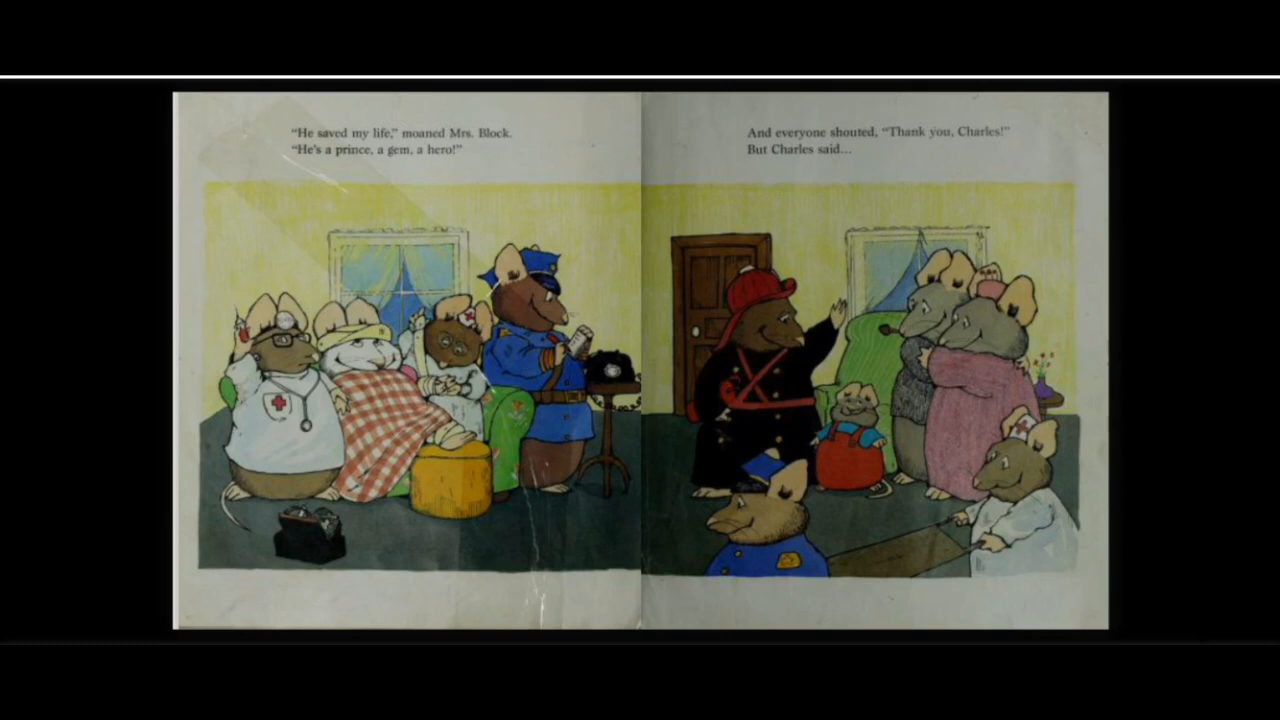 “He saved my life,” moaned Mrs. Block.
“He's a prince, a gem, a hero!”
And everyone shouted, “Thank you, Charles!”
But Charles said...